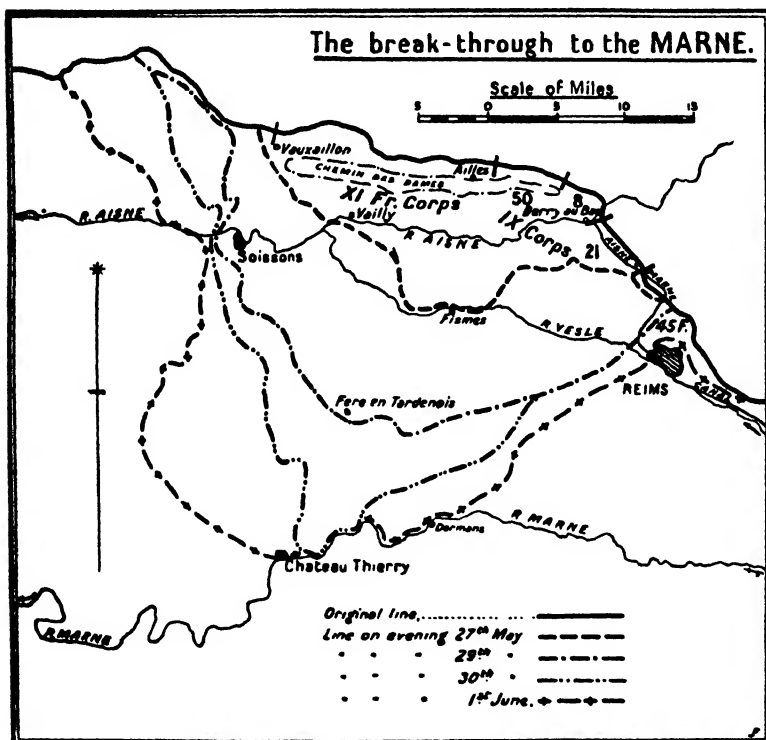 The break-through to the MARNE.
Scale of Miles
5 0 5 10 15
Vauxaillon
Ailles
CHEMIN DES DAMES
XI Fr. Corps
50
8
Berry au Bac
Vailly
IX Corps
R. AISNE
R AISNE
21
AISNE
MARNE
Soissons
Fismes
R. VESLE
145F.
REIMS
CANAL
Fere en Tardenois
Dormans
R MARNE
Chateau Thierry
R. MARNE
Original line,
Line on evening 27th May
" " " 29th "
" " " 30th "
" " " 1st June.